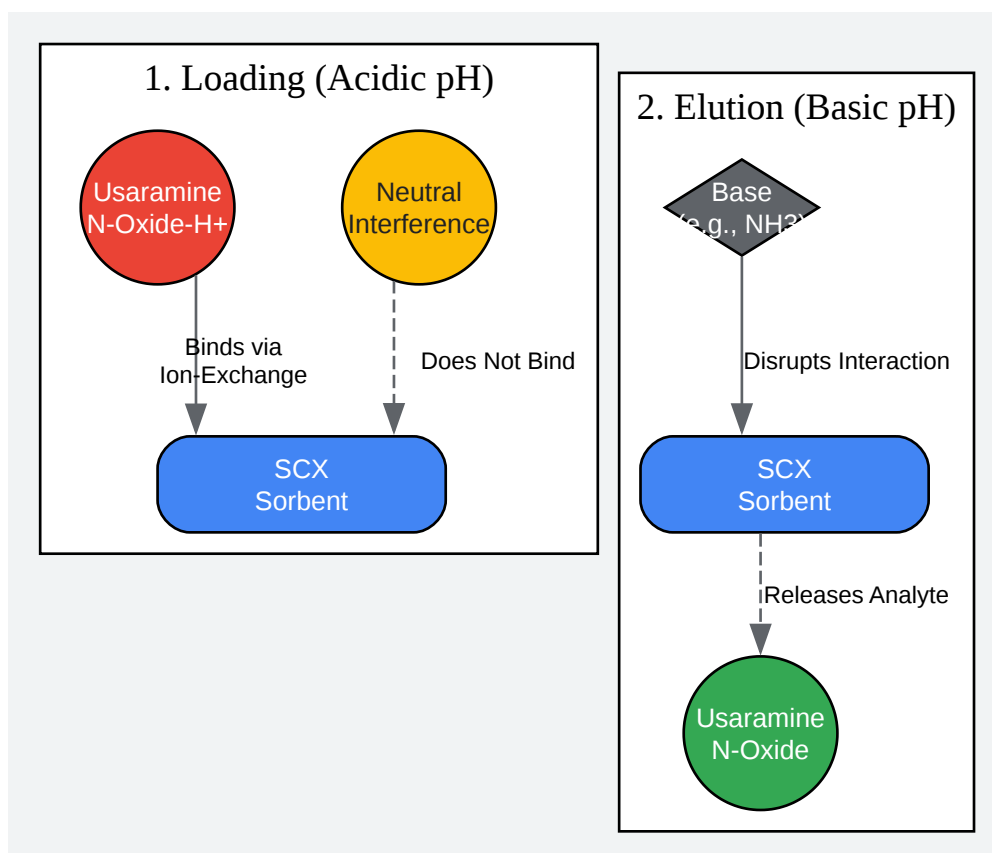 1. Loading (Acidic pH)
Usaramine
N-Oxide-H+
Neutral
Interference
Binds via
Ion-Exchange
Does Not Bind
SCX
Sorbent
2. Elution (Basic pH)
Base
(e.g., NH3)
Disrupts Interaction
SCX
Sorbent
Releases Analyte
Usaramine
N-Oxide